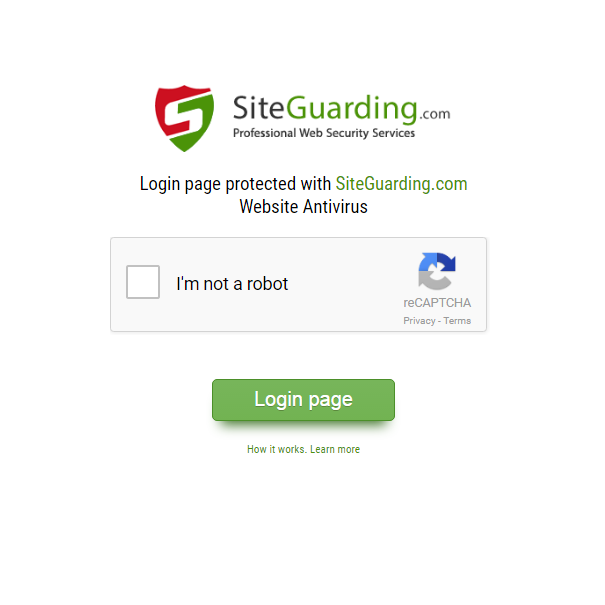 SiteGuarding.com
Professional Web Security Services
Login page protected with SiteGuarding.com
Website Antivirus
I'm not a robot
reCAPTCHA
Privacy - Terms
Login page
How it works. Learn more